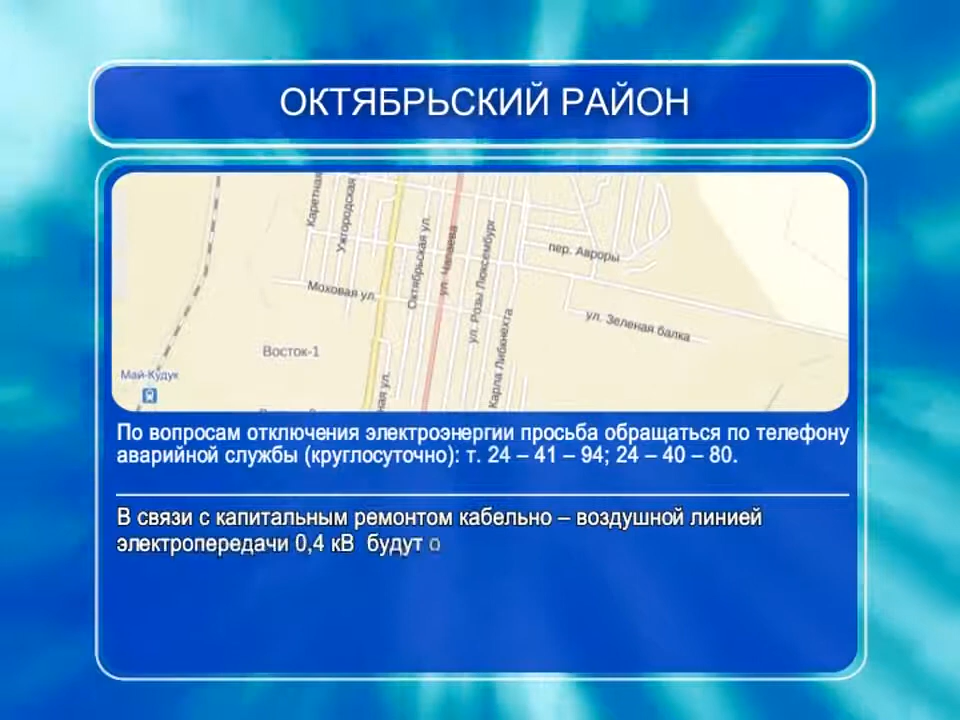 ОКТЯБРЬСКИЙ РАЙОН
Каретная
Ужгородская
Октябрьская ул.
ул. Чапаева
ул. Розы Люксембург
пер. Авроры
Моховая ул.
ул. Зеленая балка
Карла Либкнехта
Восток-1
Май-Кудук
ная ул.
По вопросам отключения электроэнергии просьба обращаться по телефону
аварийной службы (круглосуточно): т. 24 – 41 – 94; 24 – 40 – 80.
В связи с капитальным ремонтом кабельно – воздушной линией
электропередачи 0,4 кВ будут о